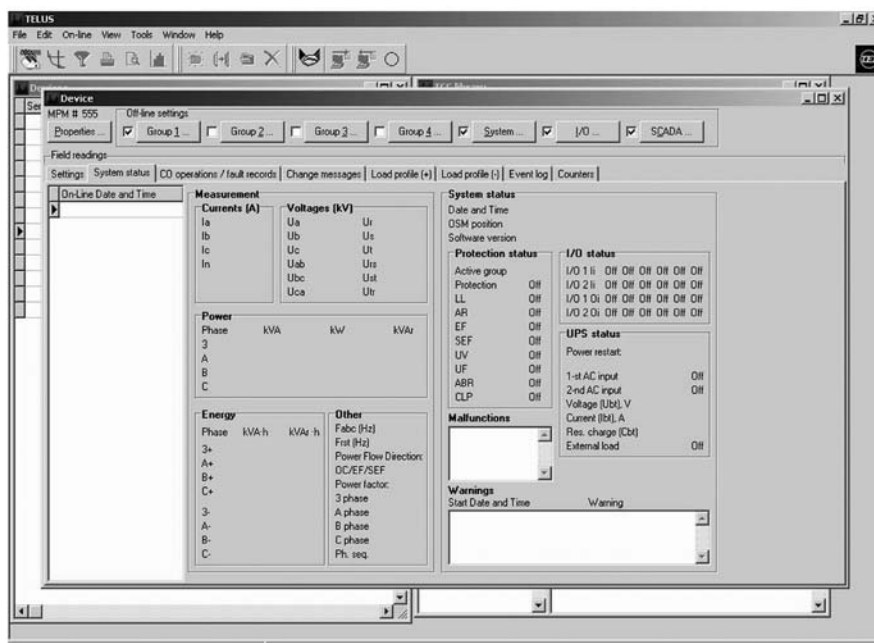 TELUS
File Edit On-line View Tools Window Help
Device
MPM # 555 Off-line settings
Properties ... Group 1 ... Group 2 ... Group 3 ... Group 4 ... System ... I/O ... SCADA ...
Field readings
Settings System status CO operations / fault records Change messages Load profile (+) Load profile (-) Event log Counters
On-Line Date and Time
Measurement
Currents (A)
Ia
Ib
Ic
In
Voltages (kV)
Ua Ur
Ub Us
Uc Ut
Uab Urs
Ubc Ust
Uca Utr
Power
Phase kVA kW kVAr
3
A
B
C
Energy
Phase kVA·h kVAr·h
3+
A+
B+
C+
3-
A-
B-
C-
Other
Fabc (Hz)
Frst (Hz)
Power Flow Direction:
OC/EF/SEF
Power factor:
3 phase
A phase
B phase
C phase
Ph. seq.
System status
Date and Time
OSM position
Software version
Protection status
Active group
Protection Off
LL Off
AR Off
EF Off
SEF Off
UV Off
UF Off
ABR Off
CLP Off
I/O status
I/O 1 Ii Off Off Off Off Off Off
I/O 2 Ii Off Off Off Off Off Off
I/O 1 Oi Off Off Off Off Off Off
I/O 2 Oi Off Off Off Off Off Off
UPS status
Power restart:
1-st AC input Off
2-nd AC input Off
Voltage (Ubt), V
Current (Ibt), A
Res. charge (Cbt)
External load Off
Malfunctions
Warnings
Start Date and Time Warning